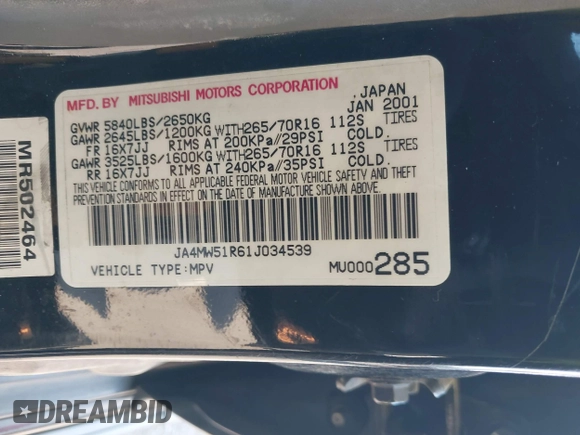 MFD. BY MITSUBISHI MOTORS CORPORATION
JAPAN
GVWR 5840LBS/2650KG
JAN 2001
GAWR 2645LBS/1200KG WITH265/70R16 112S TIRES
FR 16X7JJ RIMS AT 200KPa//29PSI COLD.
GAWR 3525LBS/1600KG WITH265/70R16 112S TIRES
RR 16X7JJ RIMS AT 240KPa//35PSI COLD.
THIS VEHICLE CONFORMS TO ALL APPLICABLE FEDERAL MOTOR VEHICLE SAFETY AND THEFT
PREVENTION STANDARDS IN EFFECT ON THE DATE OF MANUFACTURE SHOWN ABOVE.
JA4MW51R61J034539
VEHICLE TYPE:MPV
MU000285
MR502464
DREAMBID